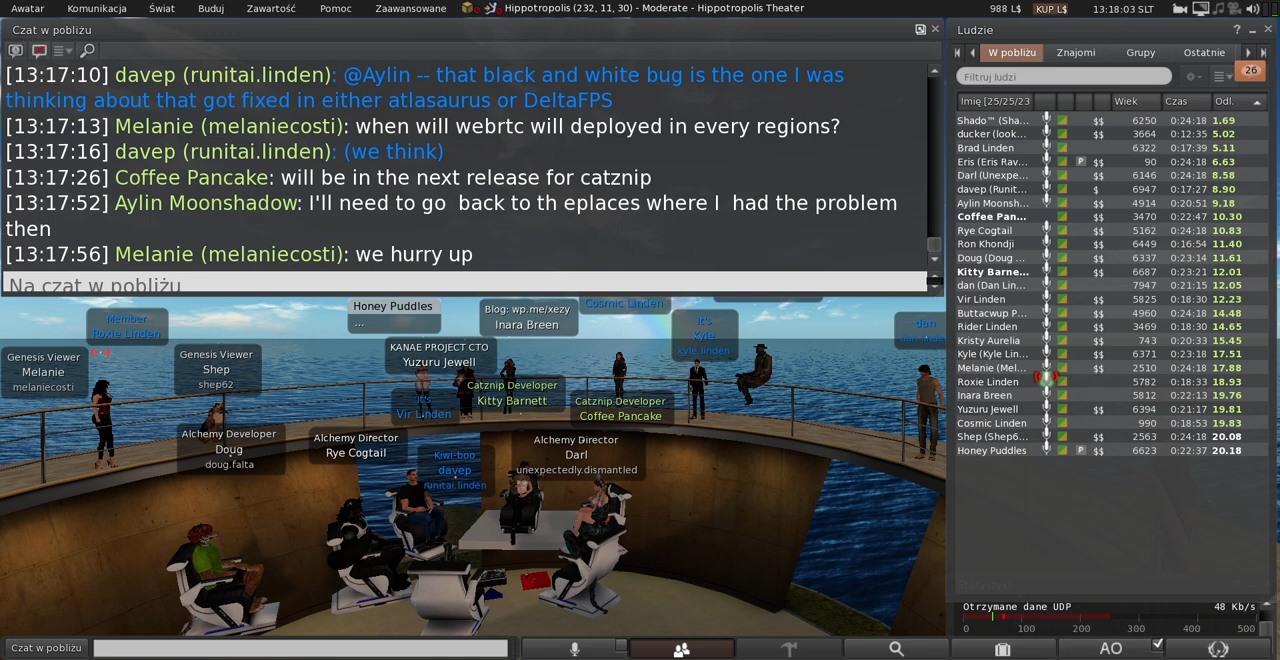 Awatar Komunikacja Świat Buduj Zawartość Pomoc Zaawansowane Hippotropolis (232, 11, 30) - Moderate - Hippotropolis Theater 988 L$ KUP L$ 13:18:03 SLT
Czat w pobliżu
[13:17:10] davep (runitai.linden): @Aylin -- that black and white bug is the one I was
thinking about that got fixed in either atlasaurus or DeltaFPS
[13:17:13] Melanie (melaniecosti): when will webrtc will deployed in every regions?
[13:17:16] davep (runitai.linden): (we think)
[13:17:26] Coffee Pancake: will be in the next release for catznip
[13:17:52] Aylin Moonshadow: I'll need to go  back to th eplaces where I  had the problem
then
[13:17:56] Melanie (melaniecosti): we hurry up
Na czat w pobliżu
Ludzie
W pobliżu Znajomi Grupy Ostatnie
26
Filtruj ludzi
Imię [25/25/23 Wiek Czas Odl.
Shado™ (Sha... $$ 6250 0:24:18 1.69
ducker (look... $$ 3664 0:12:35 5.02
Brad Linden 6322 0:17:39 5.11
Eris (Eris Rav... P $$ 90 0:24:18 6.63
Darl (Unexpe... $$ 6146 0:24:18 8.58
davep (Runit... 6947 0:17:27 8.90
Aylin Moonsh... $$ 4914 0:20:51 9.18
Coffee Pan... 3470 0:22:47 10.30
Rye Cogtail $$ 5162 0:24:18 10.83
Ron Khondji 6449 0:16:54 11.40
Doug (Doug ... $$ 6337 0:23:14 11.61
Kitty Barne... $$ 6687 0:23:21 12.01
dan (Dan Lin... 7947 0:21:15 12.05
Vir Linden $$ 5825 0:18:30 12.23
Buttacwup P... $$ 4960 0:24:18 14.48
Rider Linden $$ 3469 0:18:30 14.65
Kristy Aurelia 743 0:20:33 15.45
Kyle (Kyle Lin... $$ 6371 0:23:18 17.51
Melanie (Mel... $$ 2510 0:24:18 17.88
Roxie Linden 5782 0:18:33 18.93
Inara Breen 5812 0:22:13 19.76
Yuzuru Jewell $$ 6394 0:21:17 19.81
Cosmic Linden 990 0:18:53 19.83
Shep (Shep6... $$ 2563 0:24:18 20.08
Honey Puddles P $$ 6623 0:22:37 20.18
Member
Roxie Linden
Honey Puddles
...
Blog: wp.me/xezy
Inara Breen
Cosmic Linden
It's
Kyle
kyle.linden
dan
Genesis Viewer
Melanie
melaniecosti
Genesis Viewer
Shep
shep62
KANAE PROJECT CTO
Yuzuru Jewell
It's
Vir Linden
Catznip Developer
Kitty Barnett
Catznip Developer
Coffee Pancake
Alchemy Developer
Doug
doug.falta
Alchemy Director
Rye Cogtail
Kiwi-boo
davep
runitai.linden
Alchemy Director
Darl
unexpectedly.dismantled
Otrzymane dane UDP 48 Kb/s
0 100 200 300 400 500
Czat w pobliżu
AO